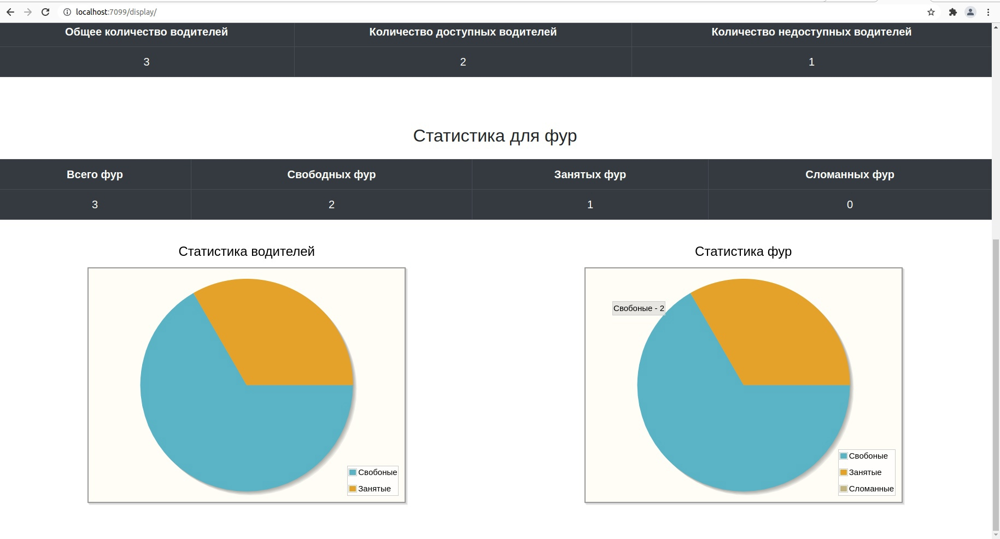 localhost:7099/display/
Общее количество водителей Количество доступных водителей Количество недоступных водителей
3 2 1
Статистика для фур
Всего фур Свободных фур Занятых фур Сломанных фур
3 2 1 0
Статистика водителей
Свобоные
Занятые
Статистика фур
Свобоные - 2
Свобоные
Занятые
Сломанные